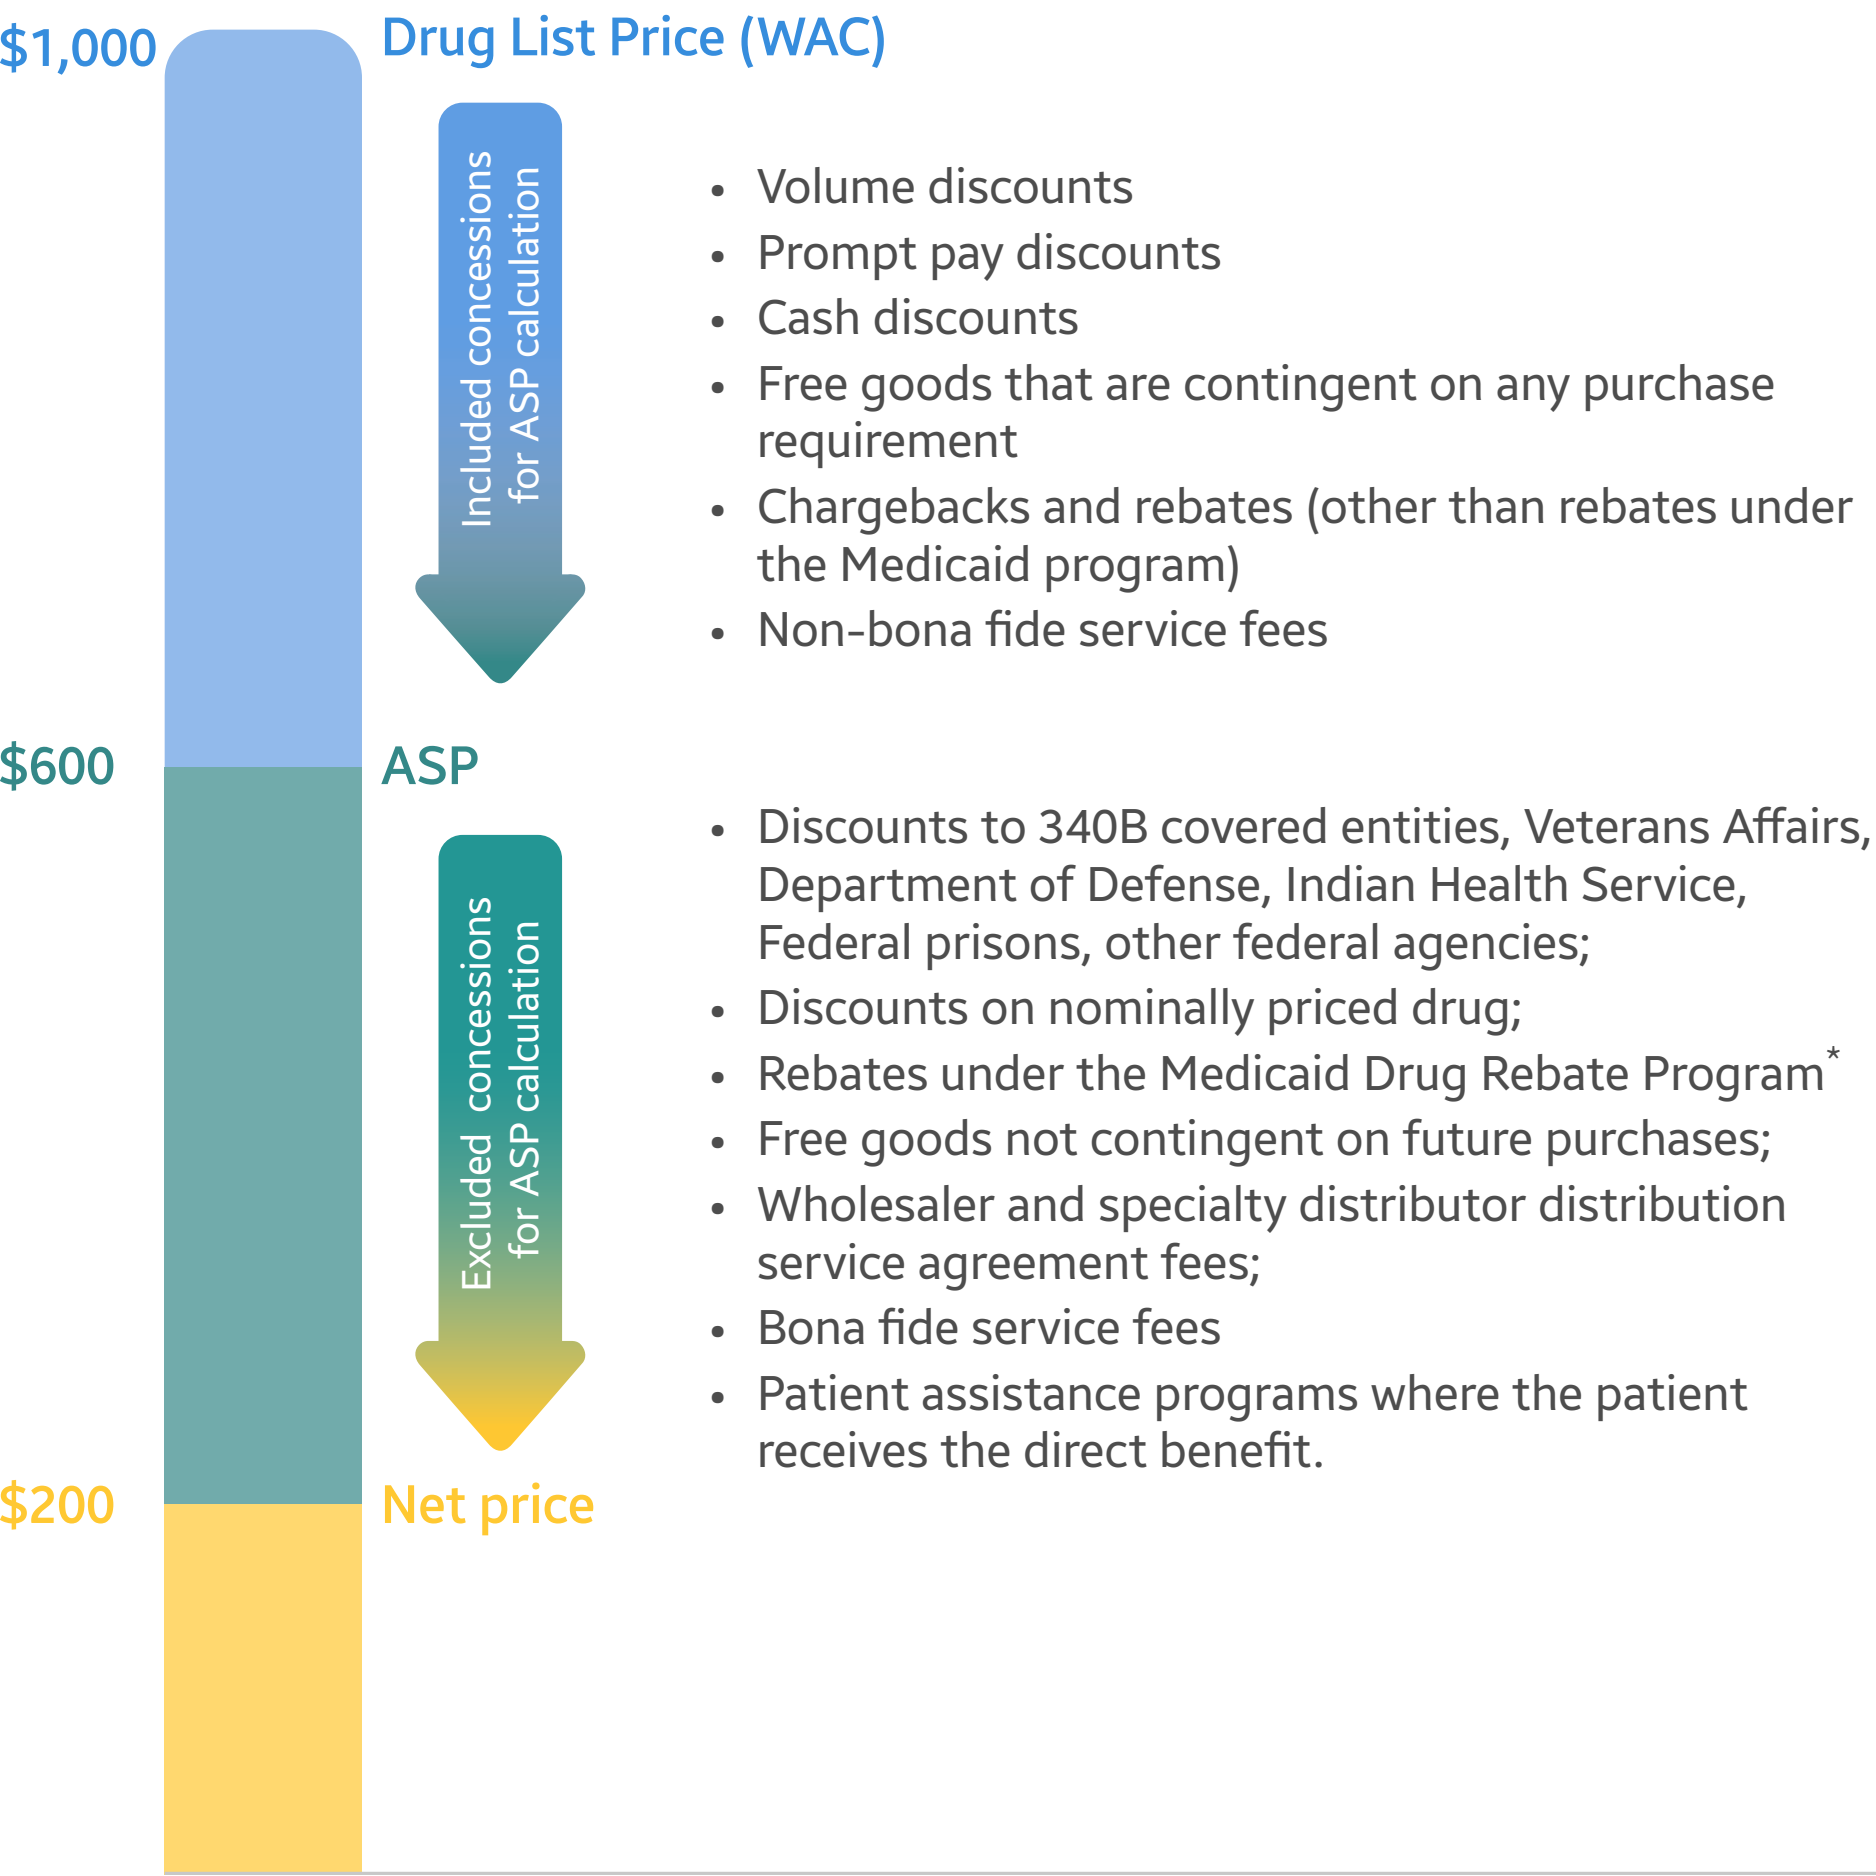 $1,000
Drug List Price (WAC)
Included concessions
for ASP calculation
• Volume discounts
• Prompt pay discounts
• Cash discounts
• Free goods that are contingent on any purchase
requirement
• Chargebacks and rebates (other than rebates under
the Medicaid program)
• Non-bona fide service fees
$600
ASP
Excluded concessions
for ASP calculation
• Discounts to 340B covered entities, Veterans Affairs,
Department of Defense, Indian Health Service,
Federal prisons, other federal agencies;
• Discounts on nominally priced drug;
• Rebates under the Medicaid Drug Rebate Program*
• Free goods not contingent on future purchases;
• Wholesaler and specialty distributor distribution
service agreement fees;
• Bona fide service fees
• Patient assistance programs where the patient
receives the direct benefit.
$200
Net price